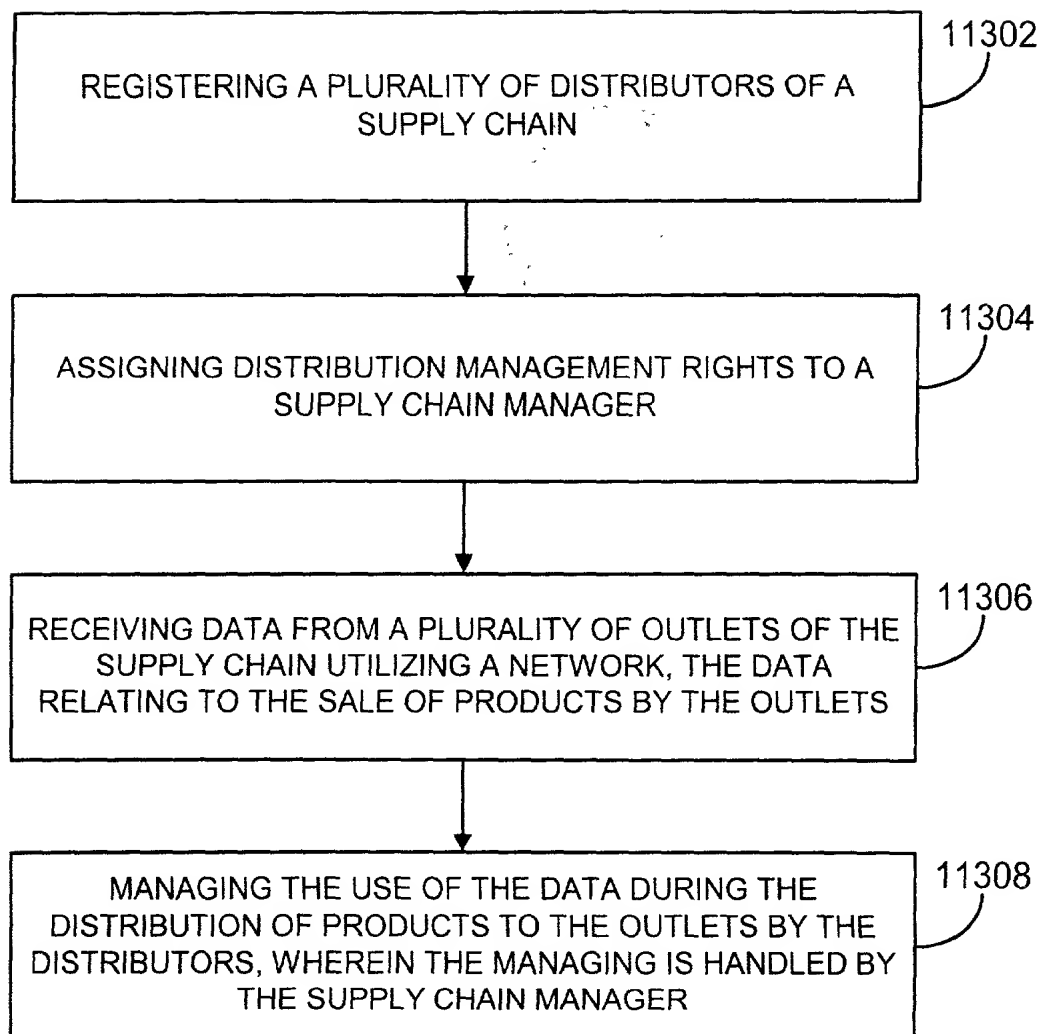 11302
REGISTERING A PLURALITY OF DISTRIBUTORS OF A
SUPPLY CHAIN
11304
ASSIGNING DISTRIBUTION MANAGEMENT RIGHTS TO A
SUPPLY CHAIN MANAGER
11306
RECEIVING DATA FROM A PLURALITY OF OUTLETS OF THE
SUPPLY CHAIN UTILIZING A NETWORK, THE DATA
RELATING TO THE SALE OF PRODUCTS BY THE OUTLETS
11308
MANAGING THE USE OF THE DATA DURING THE
DISTRIBUTION OF PRODUCTS TO THE OUTLETS BY THE
DISTRIBUTORS, WHEREIN THE MANAGING IS HANDLED BY
THE SUPPLY CHAIN MANAGER